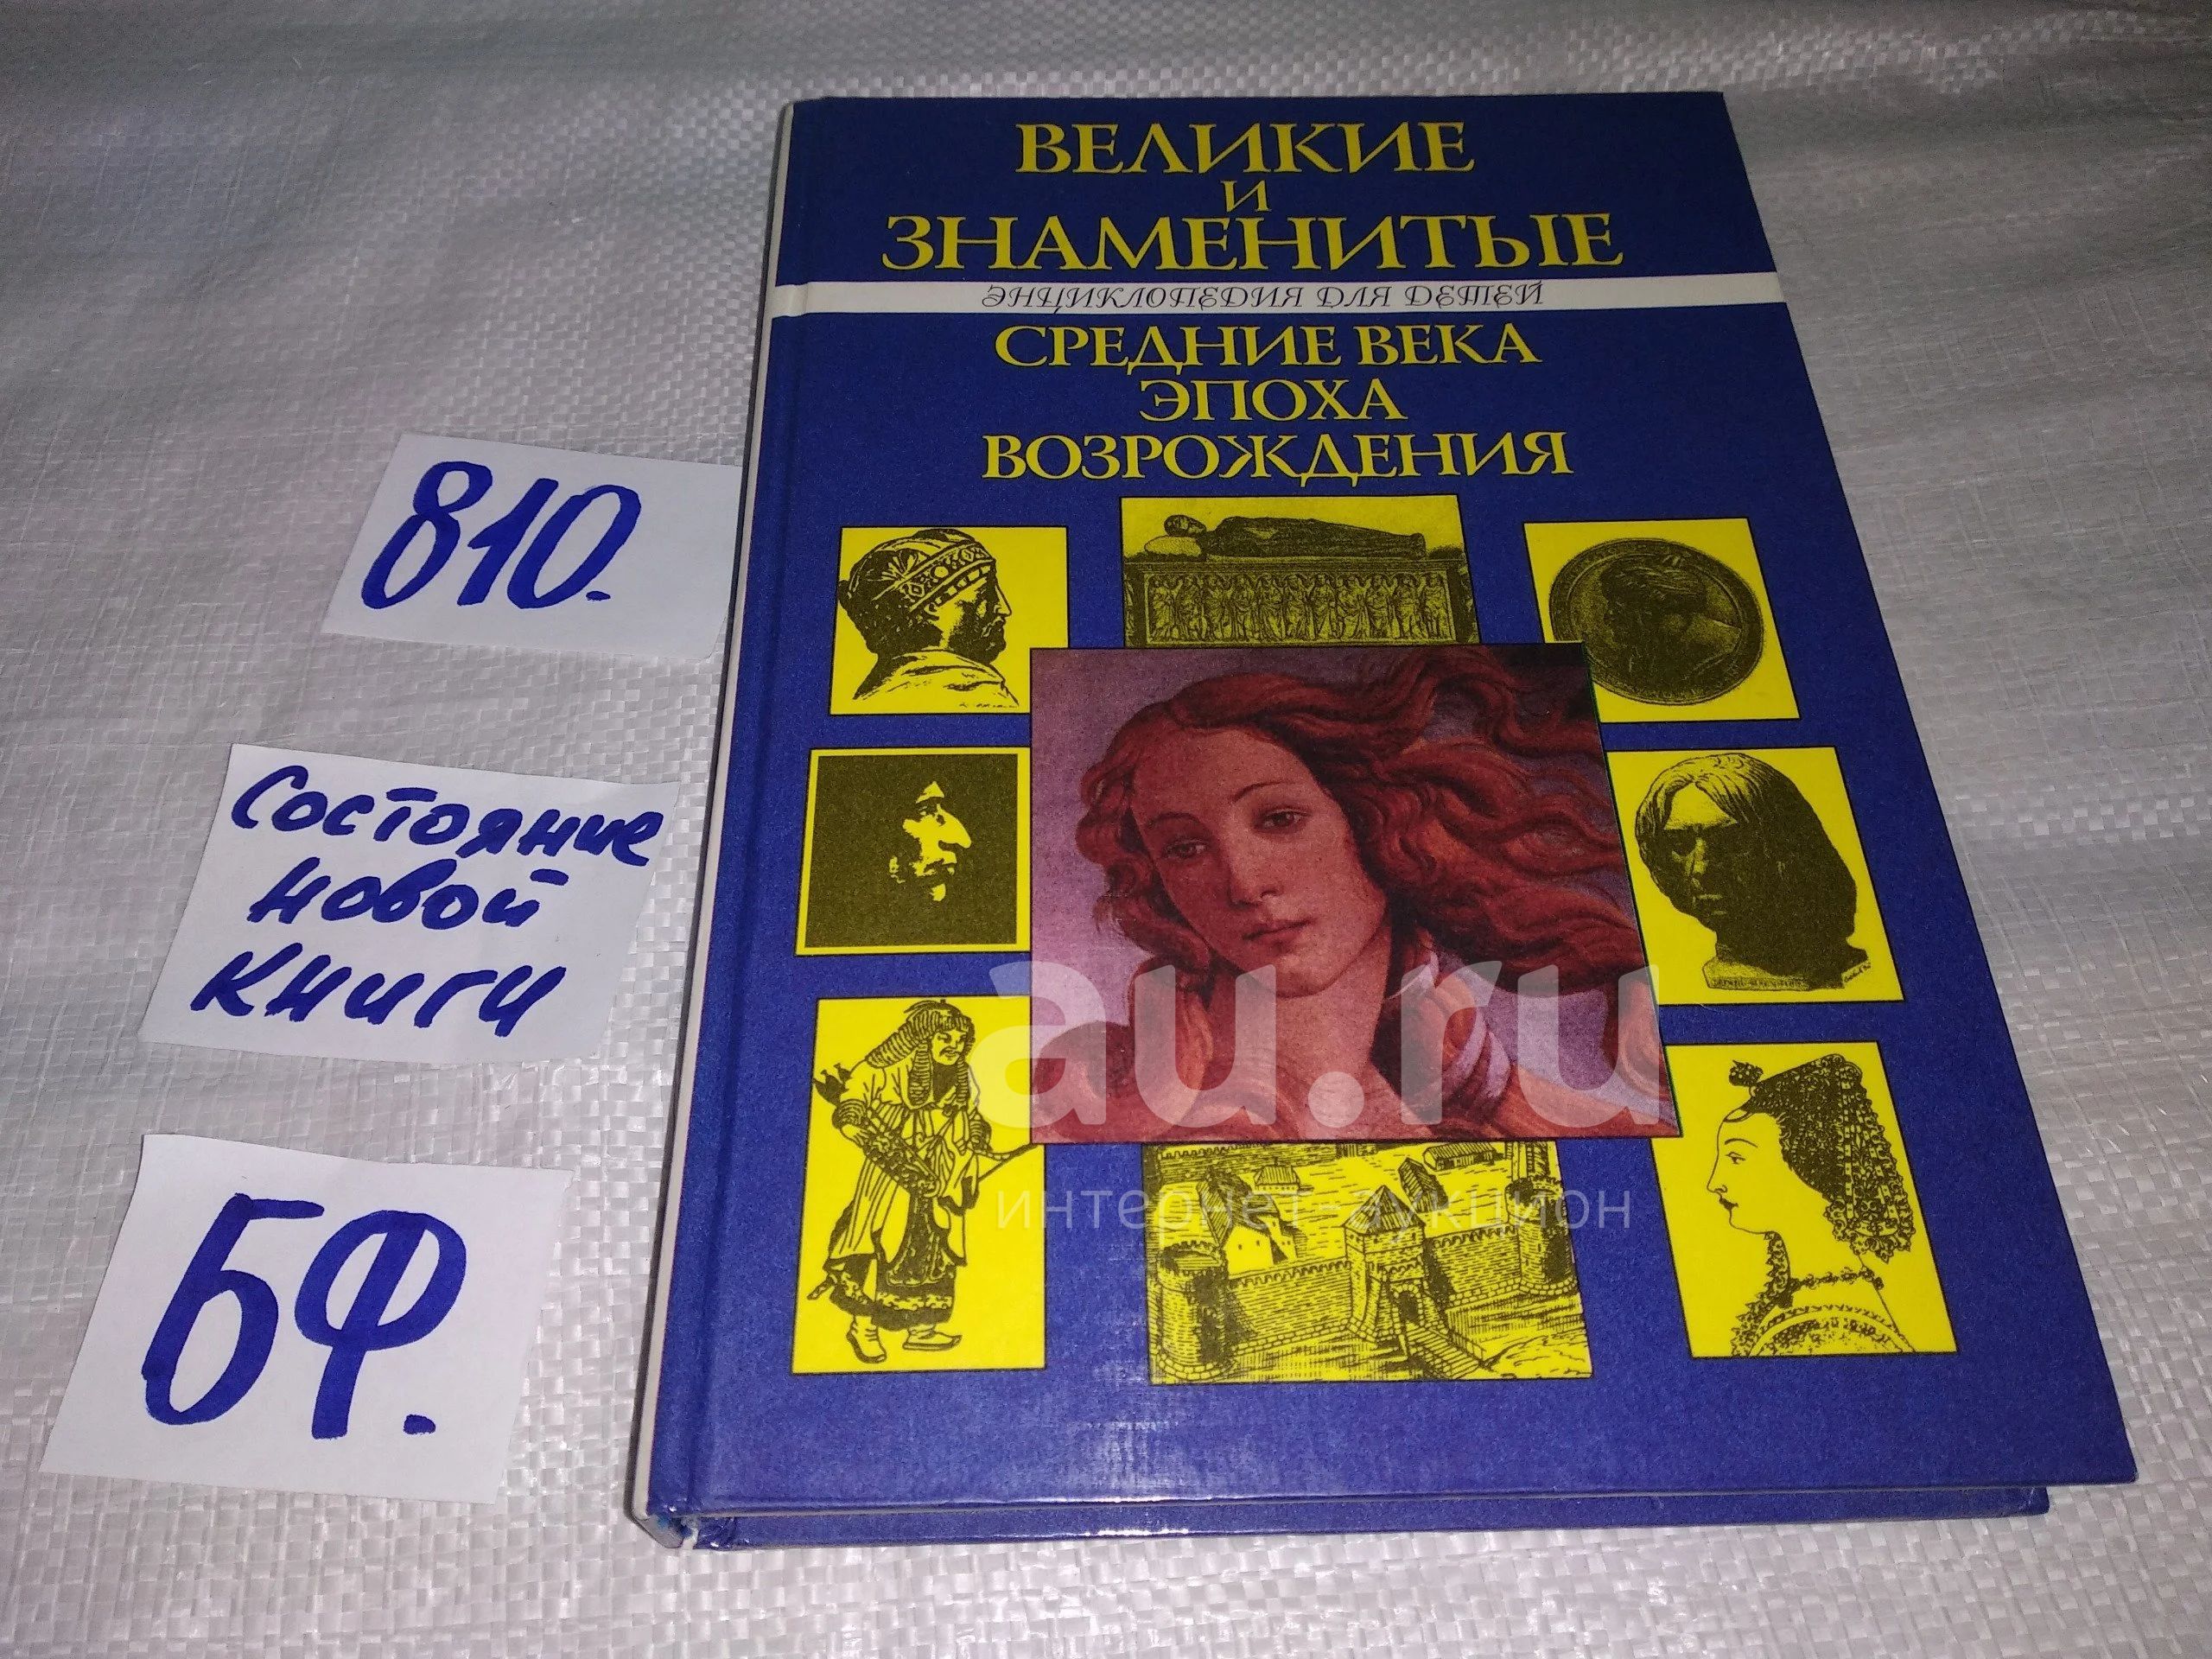 ВЕЛИКИЕ
И
ЗНАМЕНИТЫЕ
ЭНЦИКЛОПЕДИЯ ДЛЯ ДЕТЕЙ
СРЕДНИЕ ВЕКА
ЭПОХА
ВОЗРОЖДЕНИЯ
810.
Состояние
новой
книги
БФ.
au.ru
интернет-аукцион